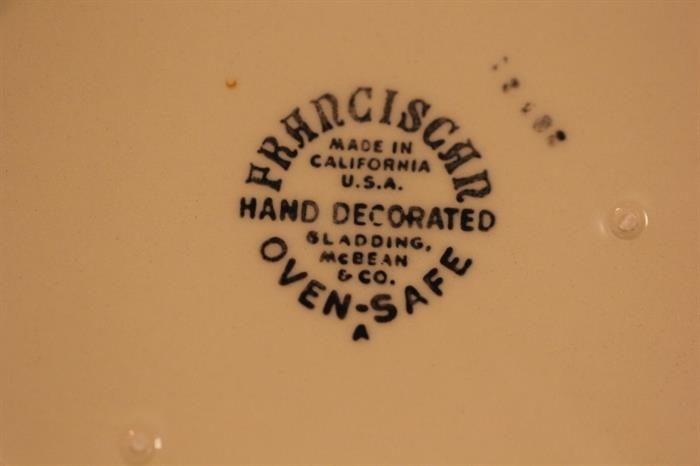 FRANCISCAN
MADE IN
CALIFORNIA
U.S.A.
HAND DECORATED
GLADDING,
McBEAN
& CO.
OVEN-SAFE
A